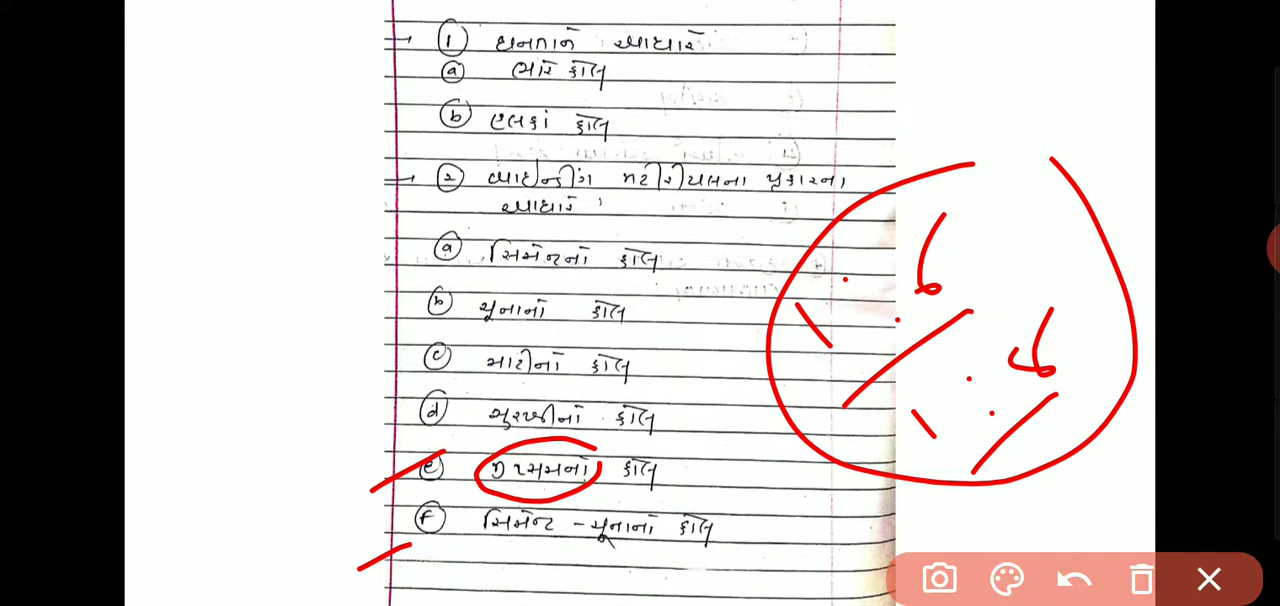 → ① ઘનતાને આધારે
ⓐ ભારે કોલ
ⓑ હલકાં કોલ
→ ② બાઇન્ડીંગ મટીરીયલના પ્રકારના
આધારે
ⓐ સિમેન્ટનો કોલ
ⓑ ચૂનાનો કોલ
ⓒ માટીનો કોલ
ⓓ સુરખીનો કોલ
ⓔ જીપ્સમનો કોલ
ⓕ સિમેન્ટ - ચૂનાનો કોલ